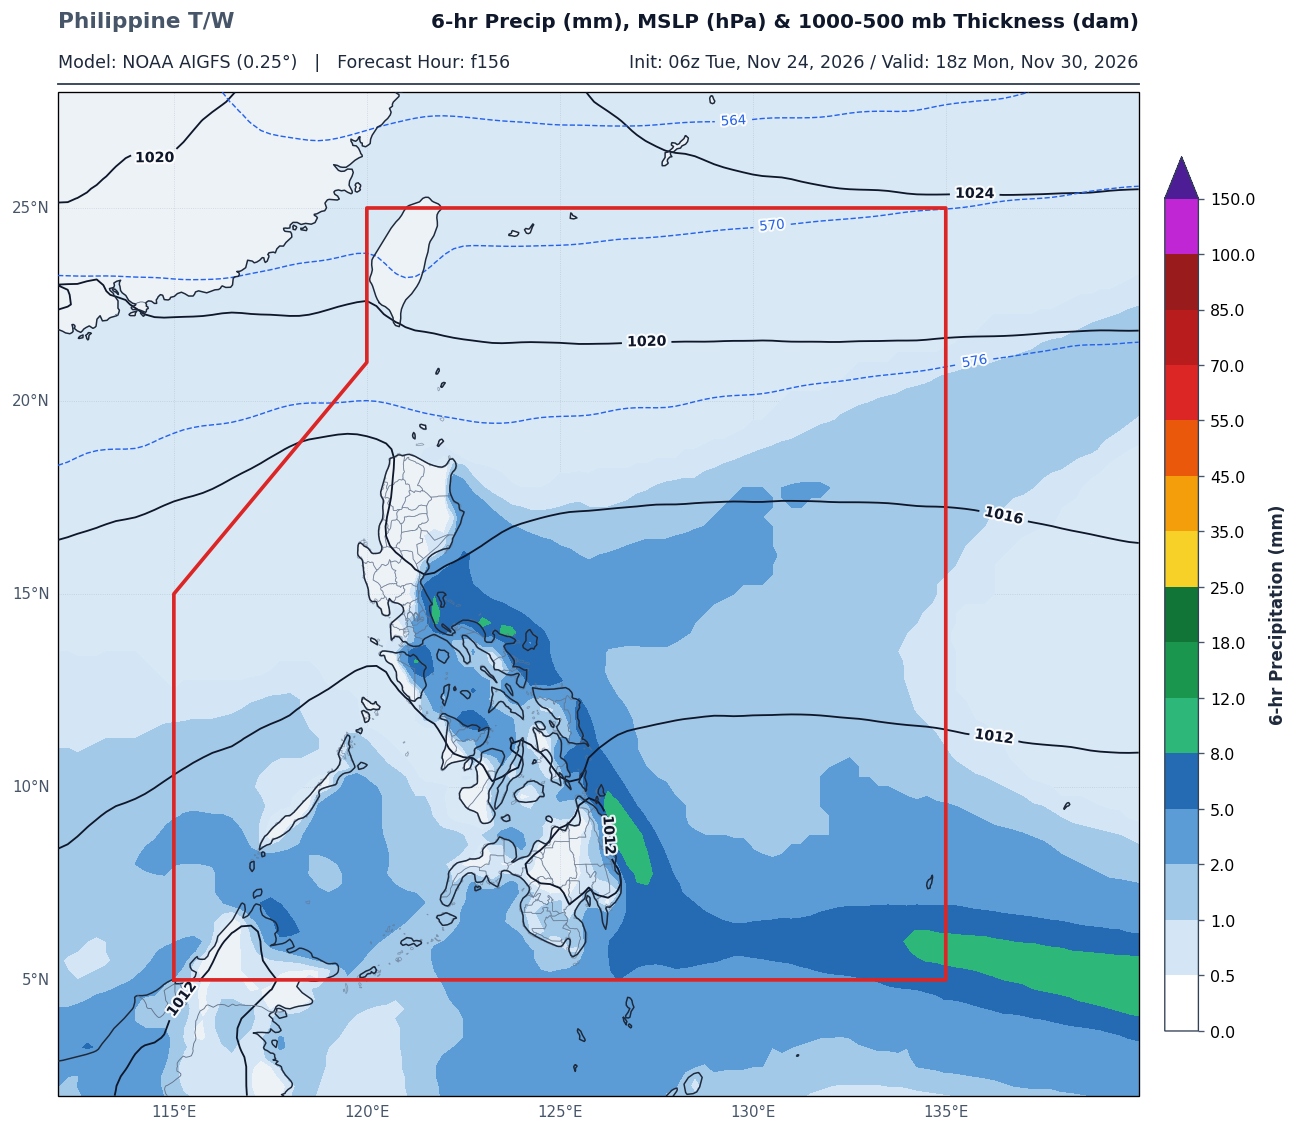 Philippine T/W
6-hr Precip (mm), MSLP (hPa) & 1000-500 mb Thickness (dam)
Model: NOAA AIGFS (0.25°) | Forecast Hour: f156
Init: 06z Tue, Nov 24, 2026 / Valid: 18z Mon, Nov 30, 2026
564
1020
1024
25°N
570
1020
576
20°N
1016
15°N
1012
10°N
1012
5°N
1012
115°E
120°E
125°E
130°E
135°E
150.0
100.0
85.0
70.0
55.0
45.0
35.0
25.0
18.0
12.0
8.0
5.0
2.0
1.0
0.5
0.0
6-hr Precipitation (mm)